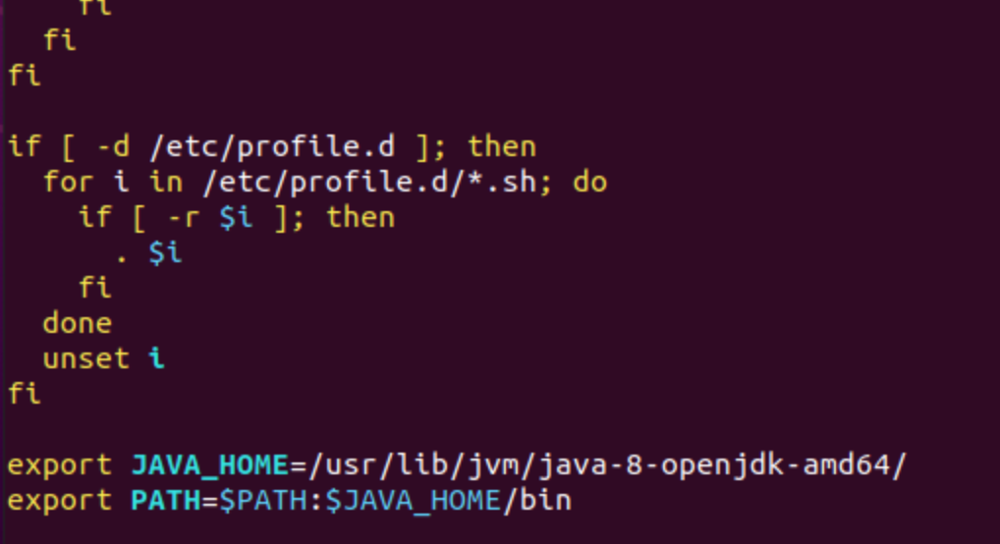 fi
fi
fi
if [ -d /etc/profile.d ]; then
for i in /etc/profile.d/*.sh; do
if [ -r $i ]; then
. $i
fi
done
unset i
fi
export JAVA_HOME=/usr/lib/jvm/java-8-openjdk-amd64/
export PATH=$PATH:$JAVA_HOME/bin